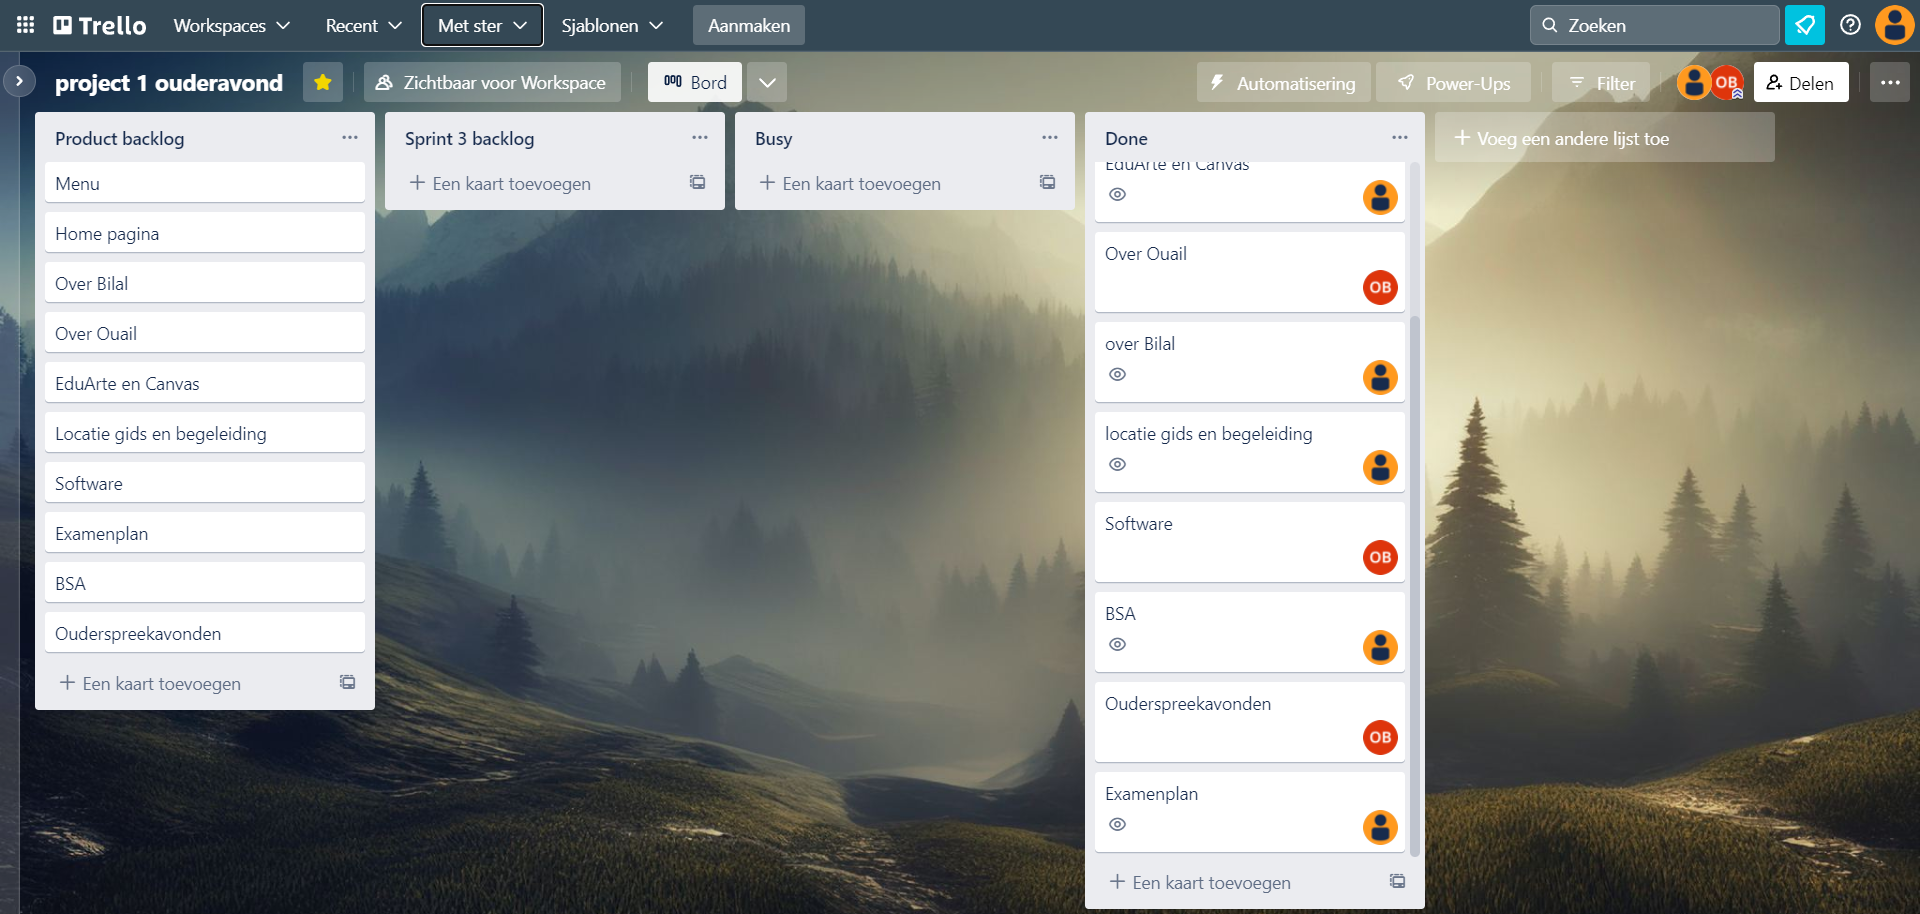 Trello
Workspaces
Recent
Met ster
Sjablonen
Aanmaken
Zoeken
project 1 ouderavond
Zichtbaar voor Workspace
Bord
Automatisering
Power-Ups
Filter
OB
Delen
Product backlog
Menu
Home pagina
Over Bilal
Over Ouail
EduArte en Canvas
Locatie gids en begeleiding
Software
Examenplan
BSA
Ouderspreekavonden
Een kaart toevoegen
Sprint 3 backlog
Een kaart toevoegen
Busy
Een kaart toevoegen
Done
EduArte en Canvas
Over Ouail
OB
over Bilal
locatie gids en begeleiding
Software
OB
BSA
Ouderspreekavonden
OB
Examenplan
Een kaart toevoegen
Voeg een andere lijst toe